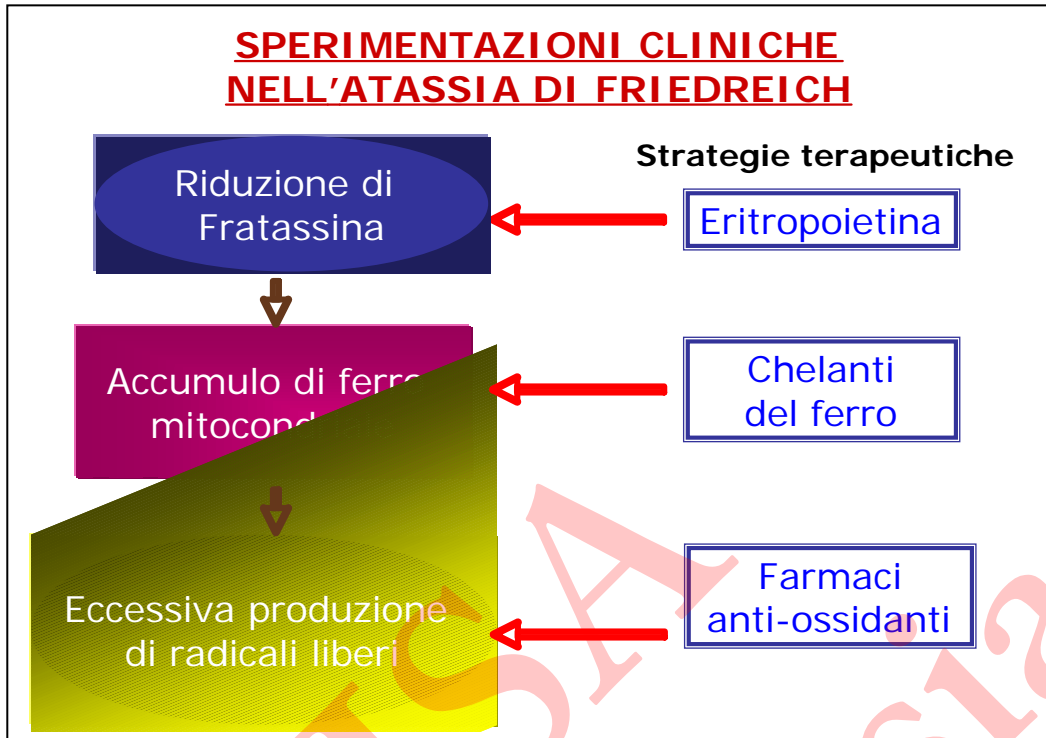 SPERIMENTAZIONI CLINICHE
NELL'ATASSIA DI FRIEDREICH
Strategie terapeutiche
Riduzione di
Fratassina
Eritropoietina
Accumulo di ferro
Chelanti
del ferro
Eccessiva produzione
di radicali liberi
Farmaci
anti-ossidanti